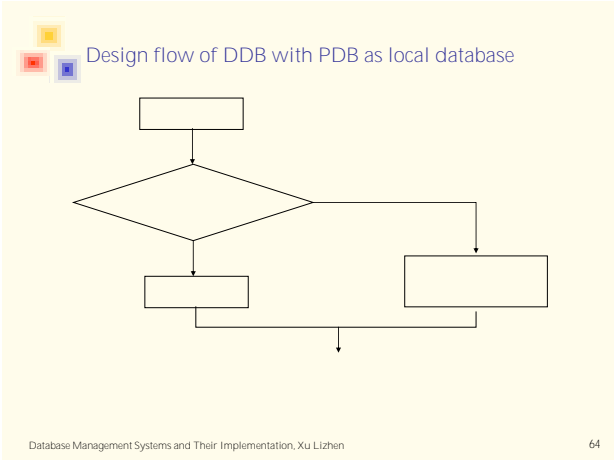 Design flow of DDB with PDB as local database
Database Management Systems and Their Implementation, Xu Lizhen
64